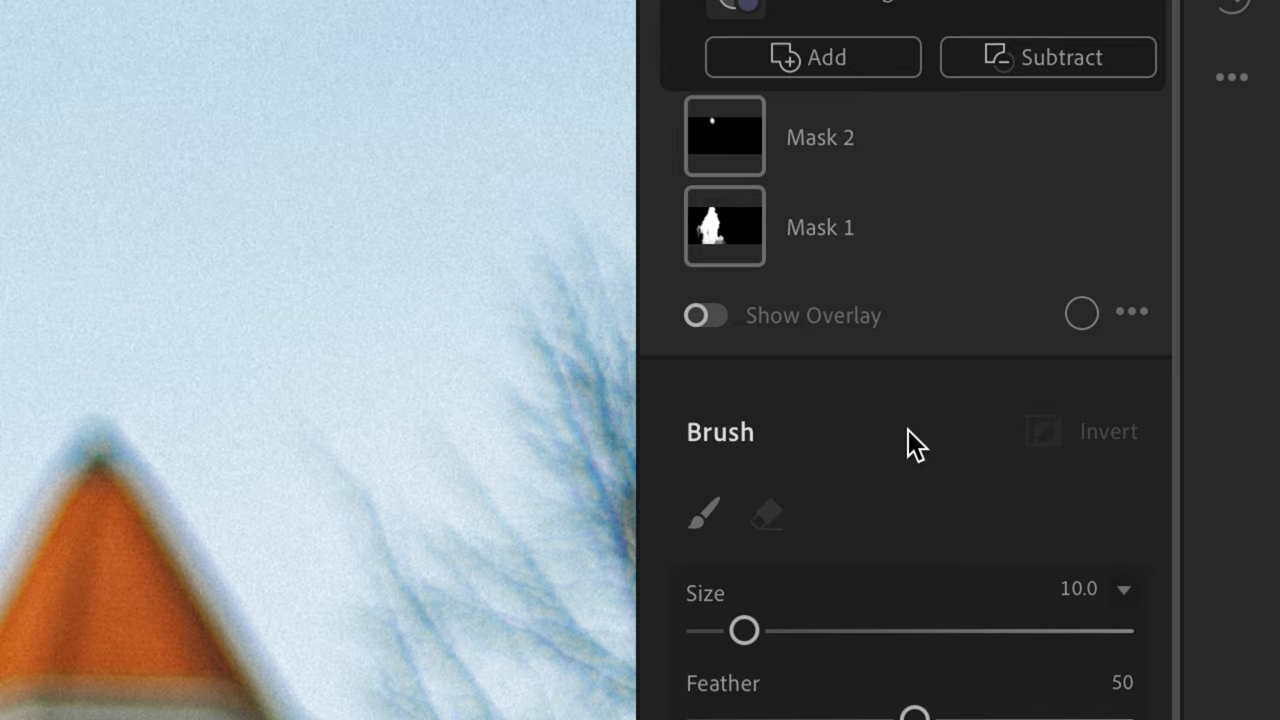 Add
Subtract
Mask 2
Mask 1
Show Overlay
Brush
Invert
Size
10.0
Feather
50